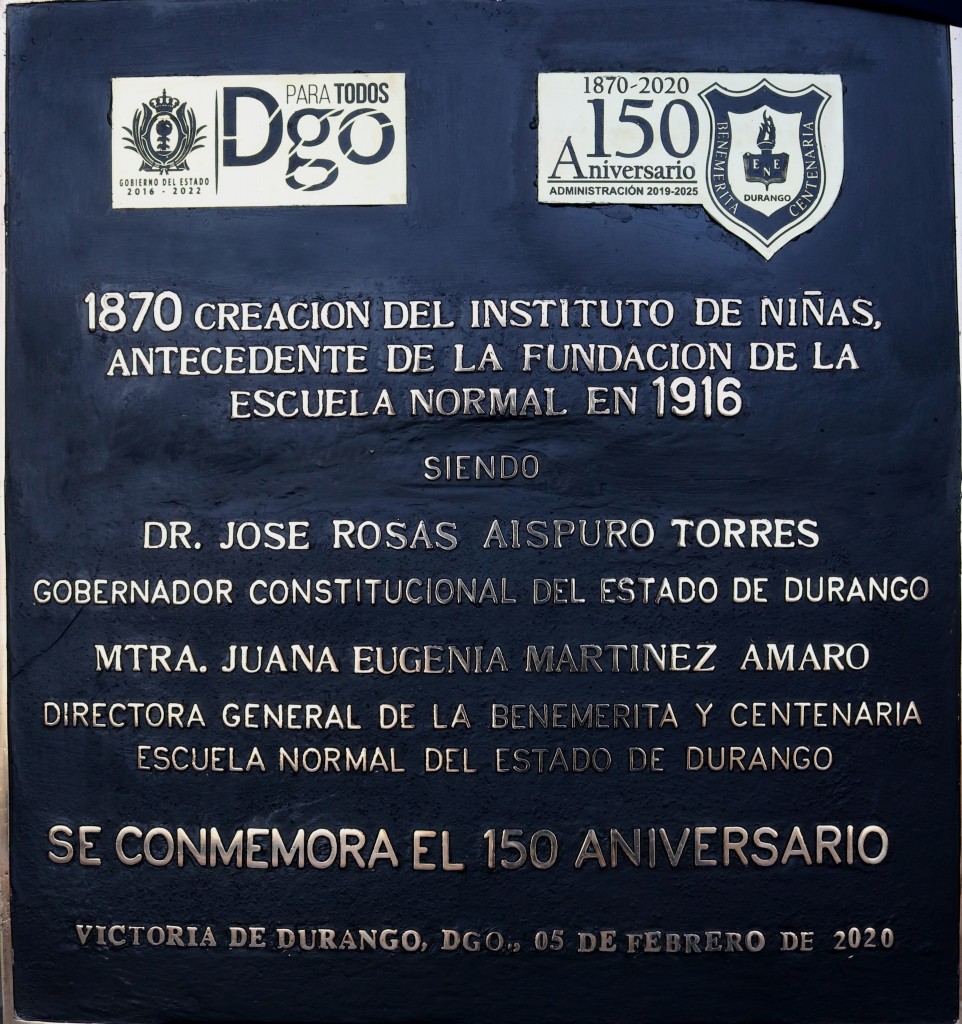 PARA TODOS
Dgo
GOBIERNO DEL ESTADO
2016 - 2022
1870-2020
150
Aniversario
ADMINISTRACIÓN 2019-2025
BENEMERITA
CENTENARIA
E N E
DURANGO
1870 CREACION DEL INSTITUTO DE NIÑAS,
ANTECEDENTE DE LA FUNDACION DE LA
ESCUELA NORMAL EN 1916
SIENDO
DR. JOSE ROSAS AISPURO TORRES
GOBERNADOR CONSTITUCIONAL DEL ESTADO DE DURANGO
MTRA. JUANA EUGENIA MARTINEZ AMARO
DIRECTORA GENERAL DE LA BENEMERITA Y CENTENARIA
ESCUELA NORMAL DEL ESTADO DE DURANGO
SE CONMEMORA EL 150 ANIVERSARIO
VICTORIA DE DURANGO, DGO., 05 DE FEBRERO DE 2020